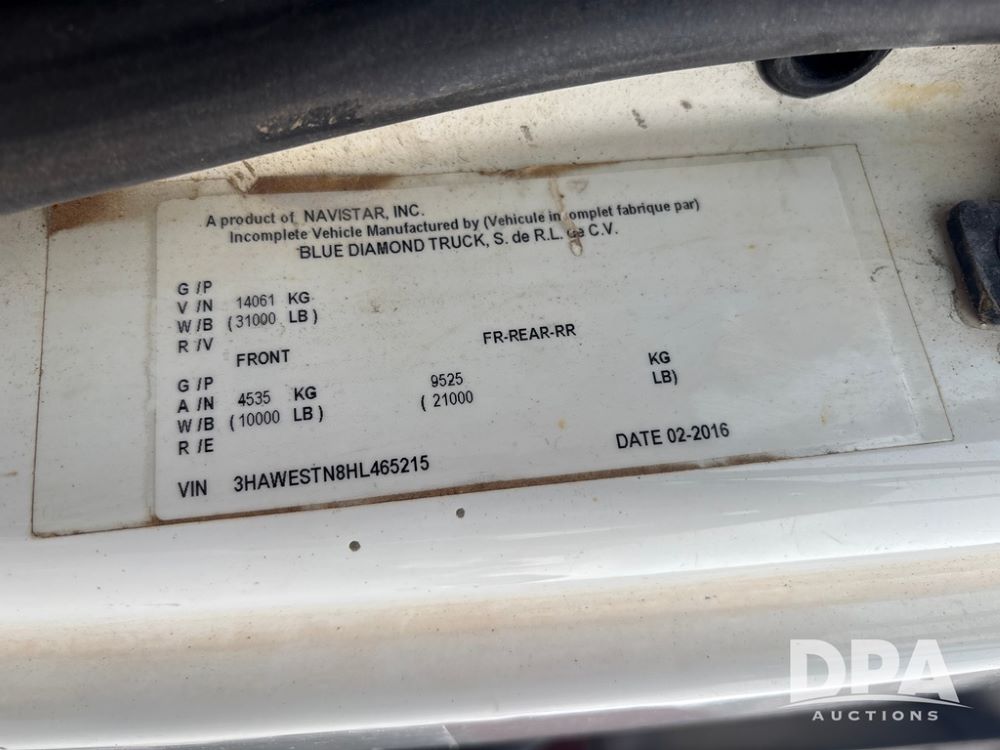 A product of NAVISTAR, INC.
Incomplete Vehicle Manufactured by (Vehicule incomplet fabrique par)
BLUE DIAMOND TRUCK, S. de R.L. de C.V.
G /P
V /N 14061 KG
W /B (31000 LB)
R /V
FRONT FR-REAR-RR
G /P
A /N 4535 KG 9525 KG
W /B (10000 LB) (21000 LB)
R /E
VIN 3HAWESTN8HL465215 DATE 02-2016
DPA
AUCTIONS